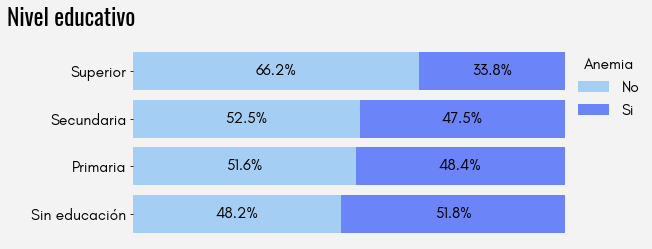 Nivel educativo
Superior 66.2% 33.8%
Secundaria 52.5% 47.5%
Primaria 51.6% 48.4%
Sin educación 48.2% 51.8%
Anemia
No
Si